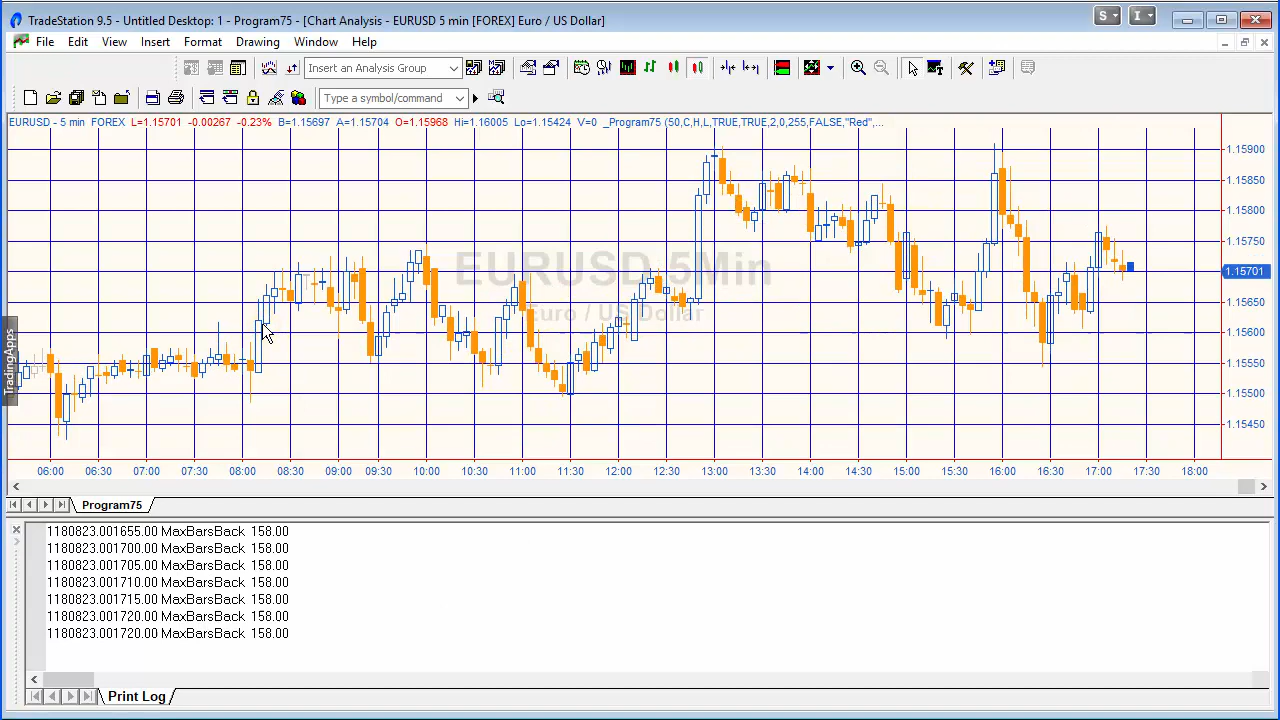 TradeStation 9.5 - Untitled Desktop: 1 - Program75 - [Chart Analysis - EURUSD 5 min [FOREX] Euro / US Dollar]
S I
File Edit View Insert Format Drawing Window Help
Insert an Analysis Group
Type a symbol/command
EURUSD - 5 min FOREX L=1.15701 -0.00267 -0.23% B=1.15697 A=1.15704 O=1.15968 Hi=1.16005 Lo=1.15424 V=0 _Program75 (50,C,H,L,TRUE,TRUE,2,0,255,FALSE,"Red",...
1.15900
1.15850
1.15800
1.15750
EURUSD 5Min
1.15701
1.15650
Euro / US Dollar
1.15600
TradingApps
1.15550
1.15500
1.15450
06:00 06:30 07:00 07:30 08:00 08:30 09:00 09:30 10:00 10:30 11:00 11:30 12:00 12:30 13:00 13:30 14:00 14:30 15:00 15:30 16:00 16:30 17:00 17:30 18:00
Program75
1180823.001655.00 MaxBarsBack 158.00
1180823.001700.00 MaxBarsBack 158.00
1180823.001705.00 MaxBarsBack 158.00
1180823.001710.00 MaxBarsBack 158.00
1180823.001715.00 MaxBarsBack 158.00
1180823.001720.00 MaxBarsBack 158.00
1180823.001720.00 MaxBarsBack 158.00
Print Log